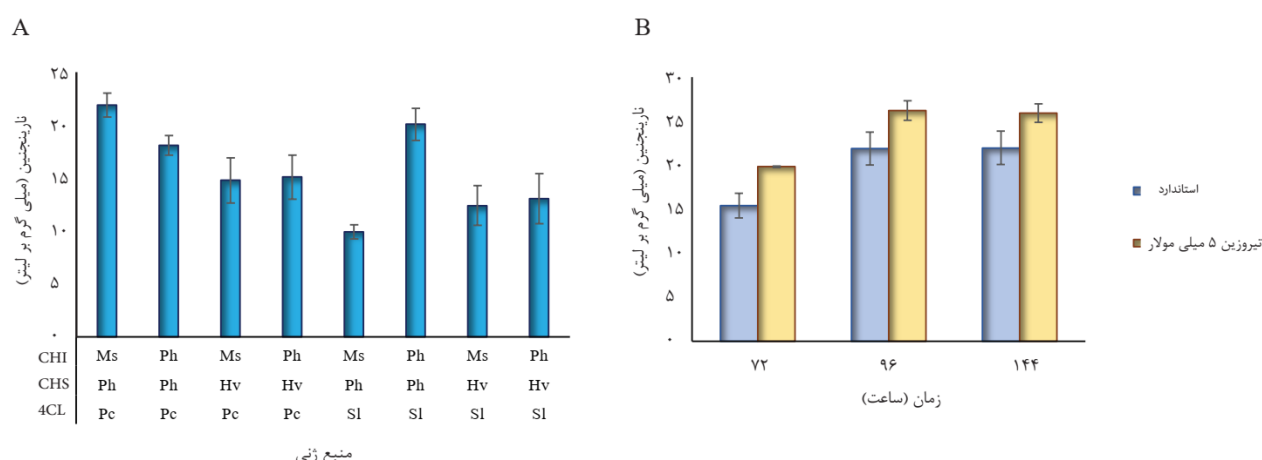 A
نارینجنین (میلی گرم بر لیتر)
۲۵
۲۰
۱۵
۱۰
۵
۰
CHI Ms Ph Ms Ph Ms Ph Ms Ph
CHS Ph Ph Hv Hv Ph Ph Hv Hv
4CL Pc Pc Pc Pc Sl Sl Sl Sl
منبع ژنی
B
نارینجنین (میلی گرم بر لیتر)
۳۰
۲۵
۲۰
۱۵
۱۰
۵
۰
۷۲ ۹۶ ۱۴۴
زمان (ساعت)
استاندارد
تیروزین ۵ میلی مولار